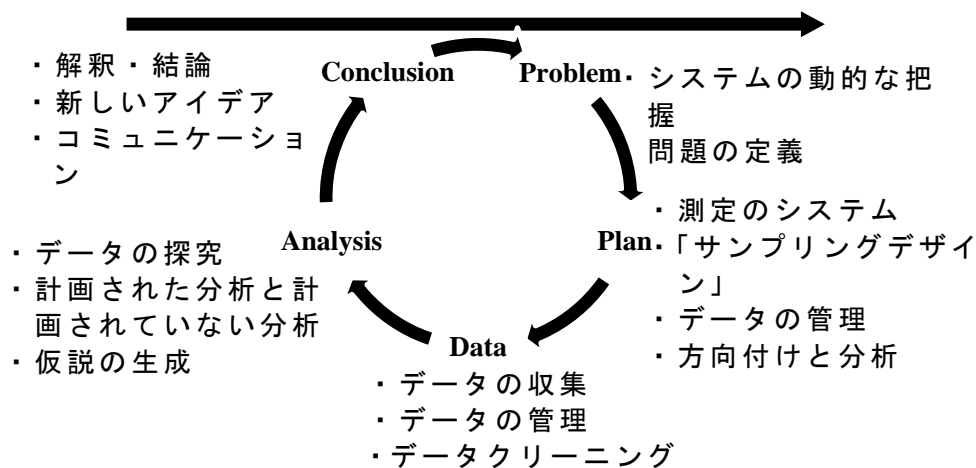 Problem
・システムの動的な把
握
問題の定義
Plan
・測定のシステム
・「サンプリングデザイ
ン」
・データの管理
・方向付けと分析
Data
・データの収集
・データの管理
・データクリーニング
Analysis
・データの探究
・計画された分析と計
画されていない分析
・仮説の生成
Conclusion
・解釈・結論
・新しいアイデア
・コミュニケーショ
ン